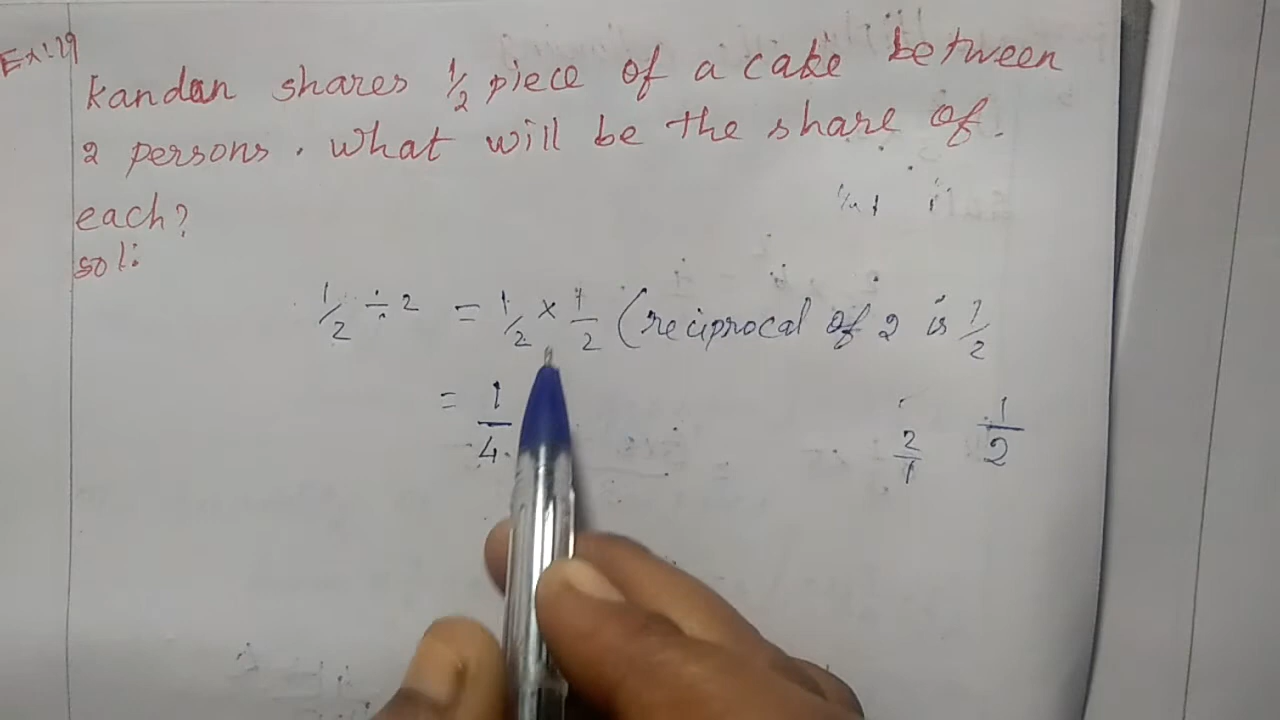 Ex:29
Kandan shares 1/2 piece of a cake between
2 persons. What will be the share of
each?
Sol:
1/2 ÷ 2 = 1/2 × 1/2 (reciprocal of 2 is 1/2
= 1/4
2/1 1/2